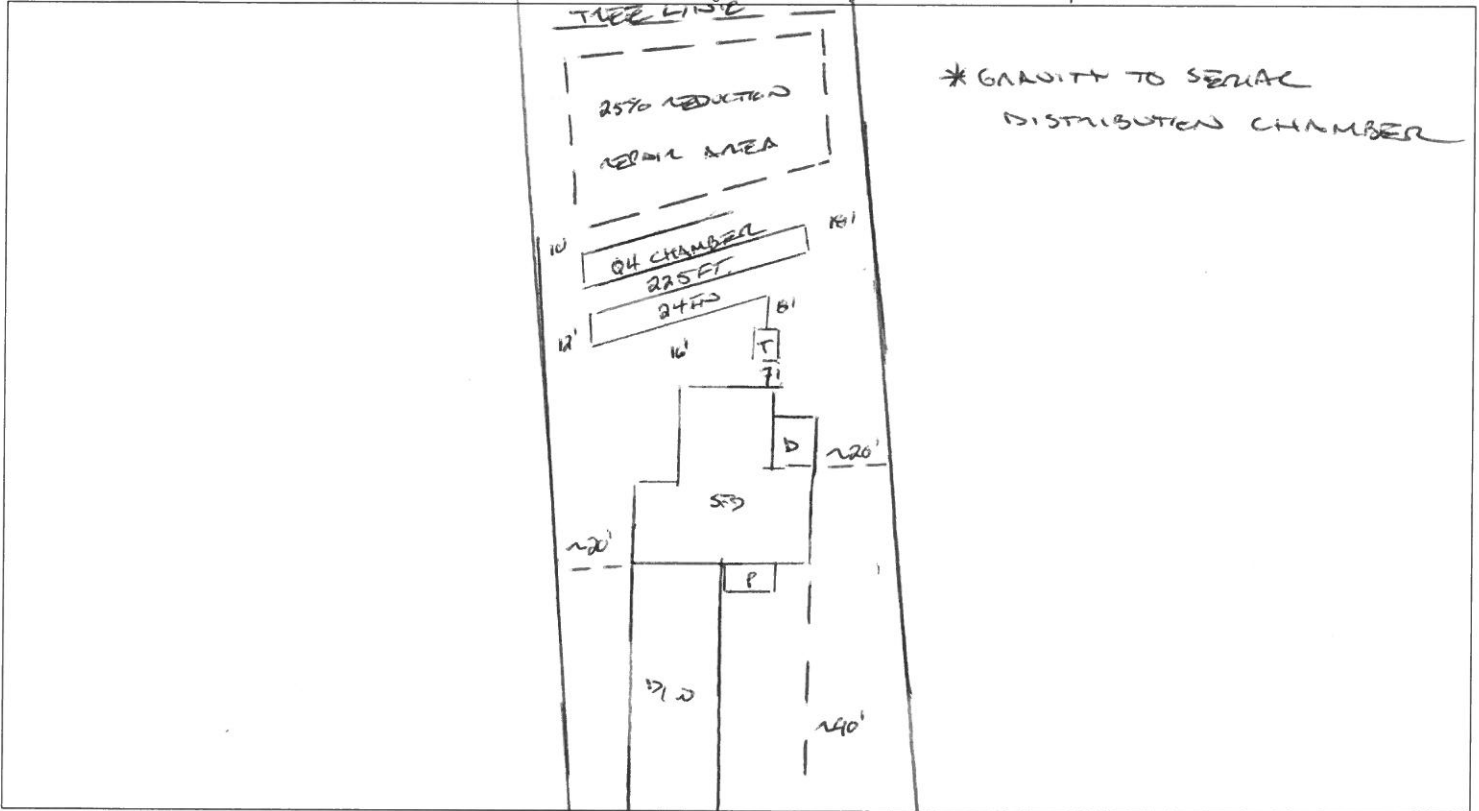 TREE LINE
* GRAVITY TO SERIAL
DISTRIBUTION CHAMBER
25% REDUCTION
REPAIR AREA
10'
18'
Q4 CHAMBER
225 FT.
24 IN
8'
12'
16'
T
7'
D
~20'
SFD
~20'
P
D/W
~40'